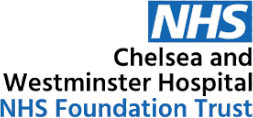 NHS
Chelsea and
Westminster Hospital
NHS Foundation Trust